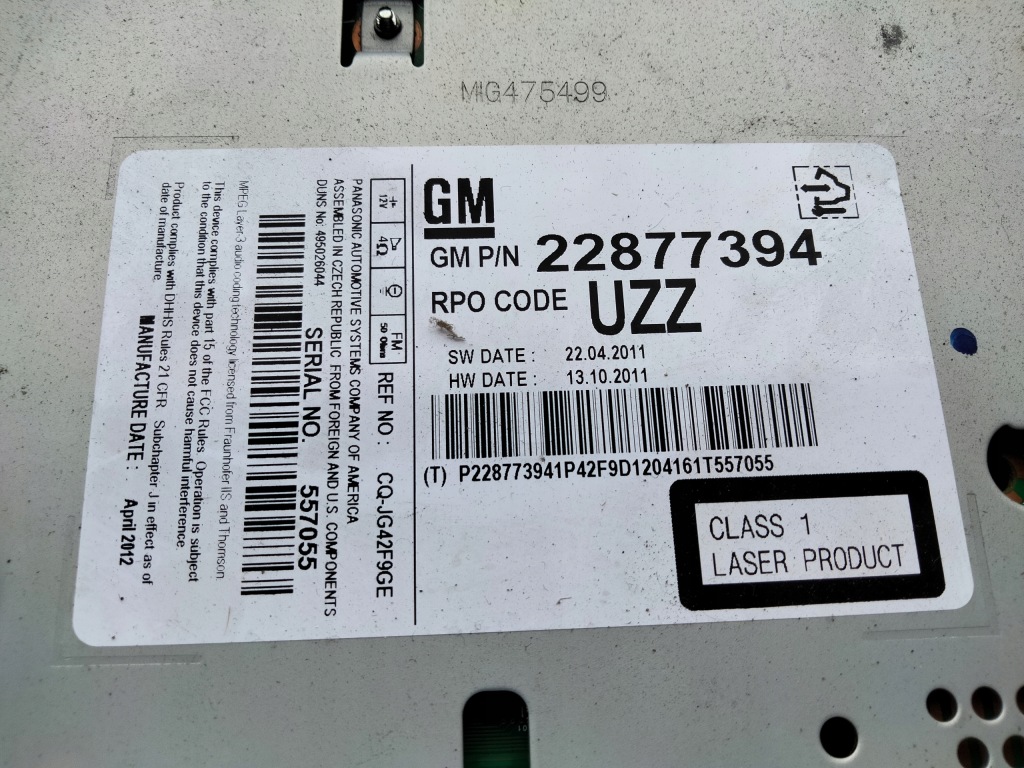 MIG475499
GM
GM P/N 22877394
RPO CODE UZZ
SW DATE : 22.04.2011
HW DATE : 13.10.2011
(T) P228773941P42F9D1204161T557055
CLASS 1
LASER PRODUCT
12V
4Ω
FM
50 Ohms
REF NO : CQ-JG42F9GE
PANASONIC AUTOMOTIVE SYSTEMS COMPANY OF AMERICA
ASSEMBLED IN CZECH REPUBLIC FROM FOREIGN AND U.S. COMPONENTS
DUNS No: 495026044
SERIAL NO. 557055
MPEG Layer-3 audio coding technology licensed from Fraunhofer IIS and Thomson
This device complies with part 15 of the FCC Rules. Operation is subject
to the condition that this device does not cause harmful interference
Product complies with DHHS Rules 21 CFR Subchapter J in effect as of
date of manufacture.
MANUFACTURE DATE : April 2012